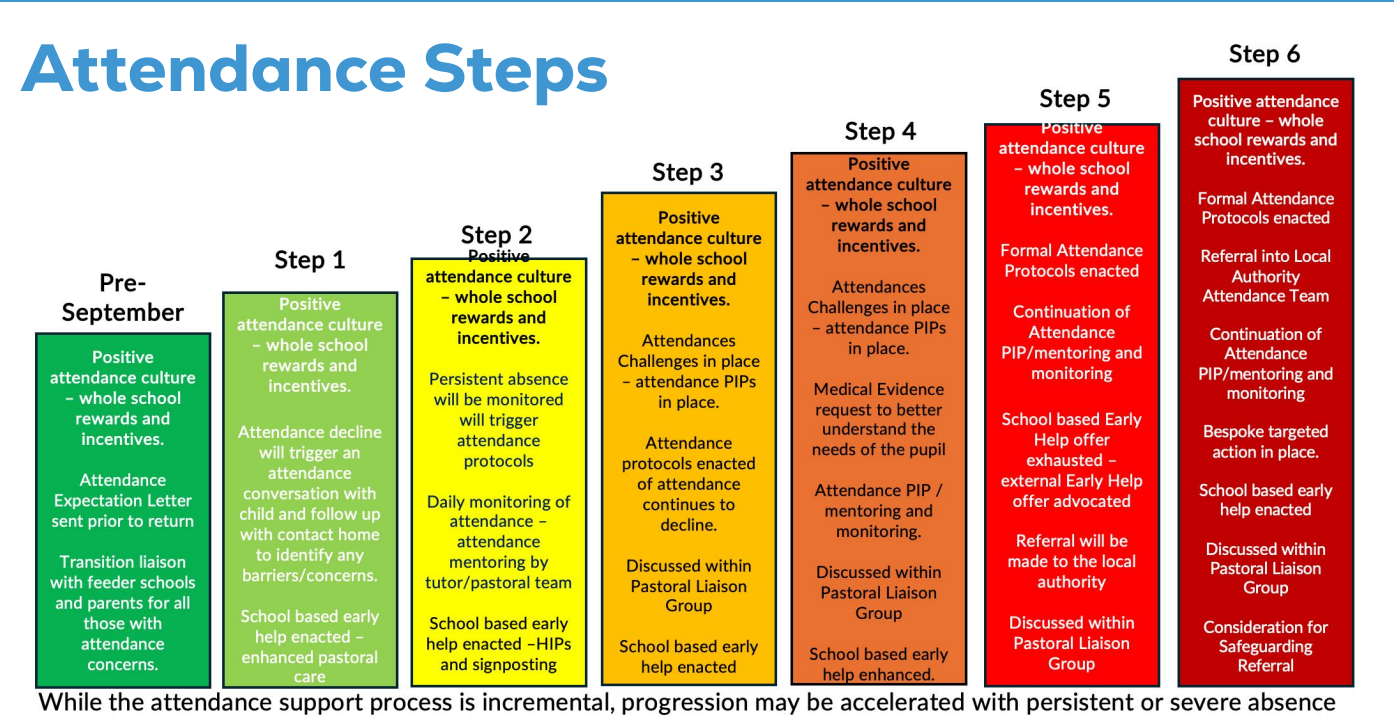 Attendance Steps
Pre-
September
Positive
attendance culture
– whole school
rewards and
incentives.
Attendance
Expectation Letter
sent prior to return
Transition liaison
with feeder schools
and parents for all
those with
attendance
concerns.
Step 1
Positive
attendance culture
– whole school
rewards and
incentives.
Attendance decline
will trigger an
attendance
conversation with
child and follow up
with contact home
to identify any
barriers/concerns.
School based early
help enacted –
enhanced pastoral
care
Step 2
Positive
attendance culture
– whole school
rewards and
incentives.
Persistent absence
will be monitored
will trigger
attendance
protocols
Daily monitoring of
attendance –
attendance
mentoring by
tutor/pastoral team
School based early
help enacted –HIPs
and signposting
Step 3
Positive
attendance culture
– whole school
rewards and
incentives.
Attendances
Challenges in place
– attendance PIPs
in place.
Attendance
protocols enacted
of attendance
continues to
decline.
Discussed within
Pastoral Liaison
Group
School based early
help enacted
Step 4
Positive
attendance culture
– whole school
rewards and
incentives.
Attendances
Challenges in place
– attendance PIPs
in place.
Medical Evidence
request to better
understand the
needs of the pupil
Attendance PIP /
mentoring and
monitoring.
Discussed within
Pastoral Liaison
Group
School based early
help enhanced.
Step 5
Positive
attendance culture
– whole school
rewards and
incentives.
Formal Attendance
Protocols enacted
Continuation of
Attendance
PIP/mentoring and
monitoring
School based Early
Help offer
exhausted –
external Early Help
offer advocated
Referral will be
made to the local
authority
Discussed within
Pastoral Liaison
Group
Step 6
Positive attendance
culture – whole
school rewards and
incentives.
Formal Attendance
Protocols enacted
Referral into Local
Authority
Attendance Team
Continuation of
Attendance
PIP/mentoring and
monitoring
Bespoke targeted
action in place.
School based early
help enacted
Discussed within
Pastoral Liaison
Group
Consideration for
Safeguarding
Referral
While the attendance support process is incremental, progression may be accelerated with persistent or severe absence